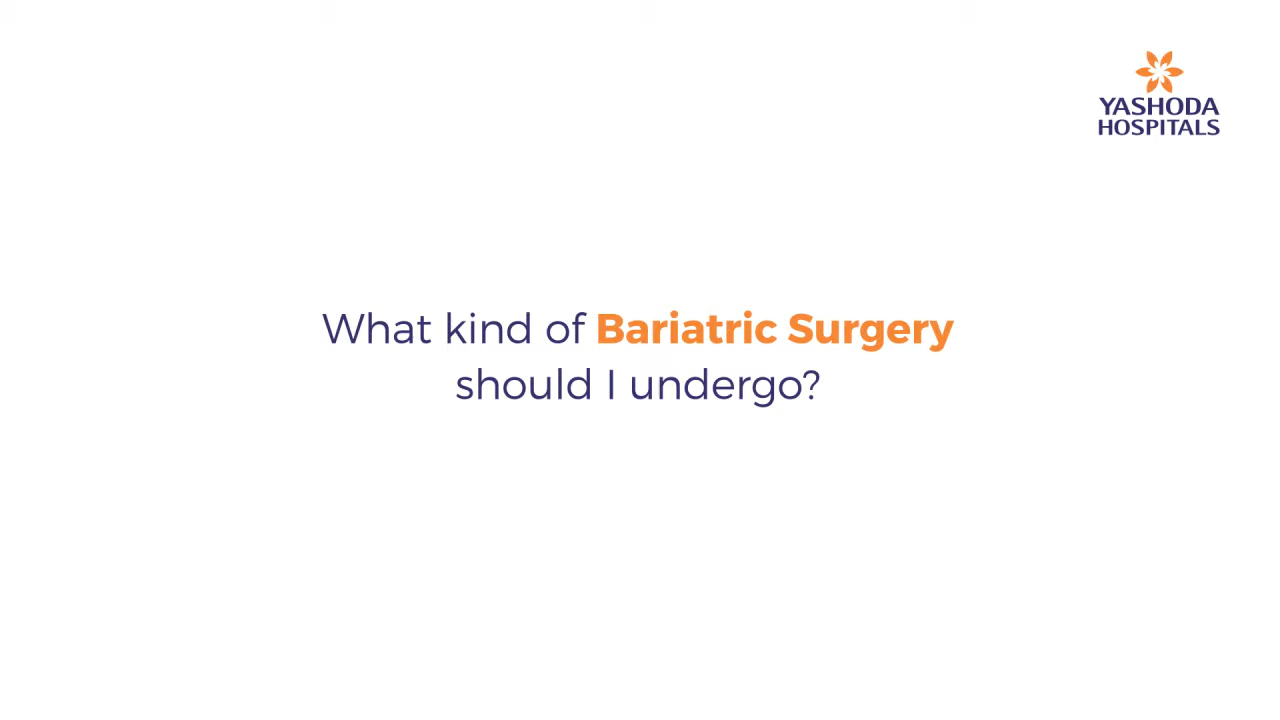 YASHODA
HOSPITALS
What kind of Bariatric Surgery
should I undergo?